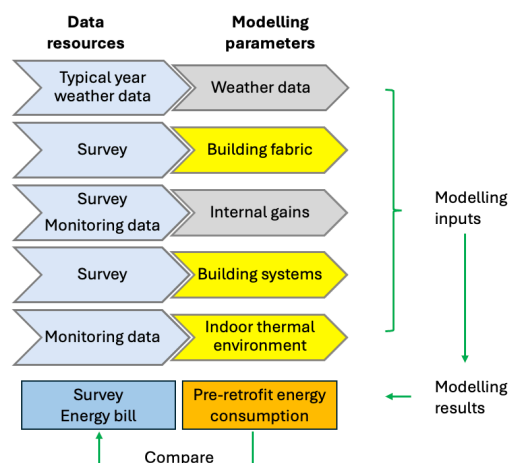 Data
resources
Modelling
parameters
Typical year
weather data
Weather data
Survey
Building fabric
Survey
Monitoring data
Internal gains
Survey
Building systems
Monitoring data
Indoor thermal
environment
Modelling
inputs
Survey
Energy bill
Pre-retrofit energy
consumption
Modelling
results
Compare